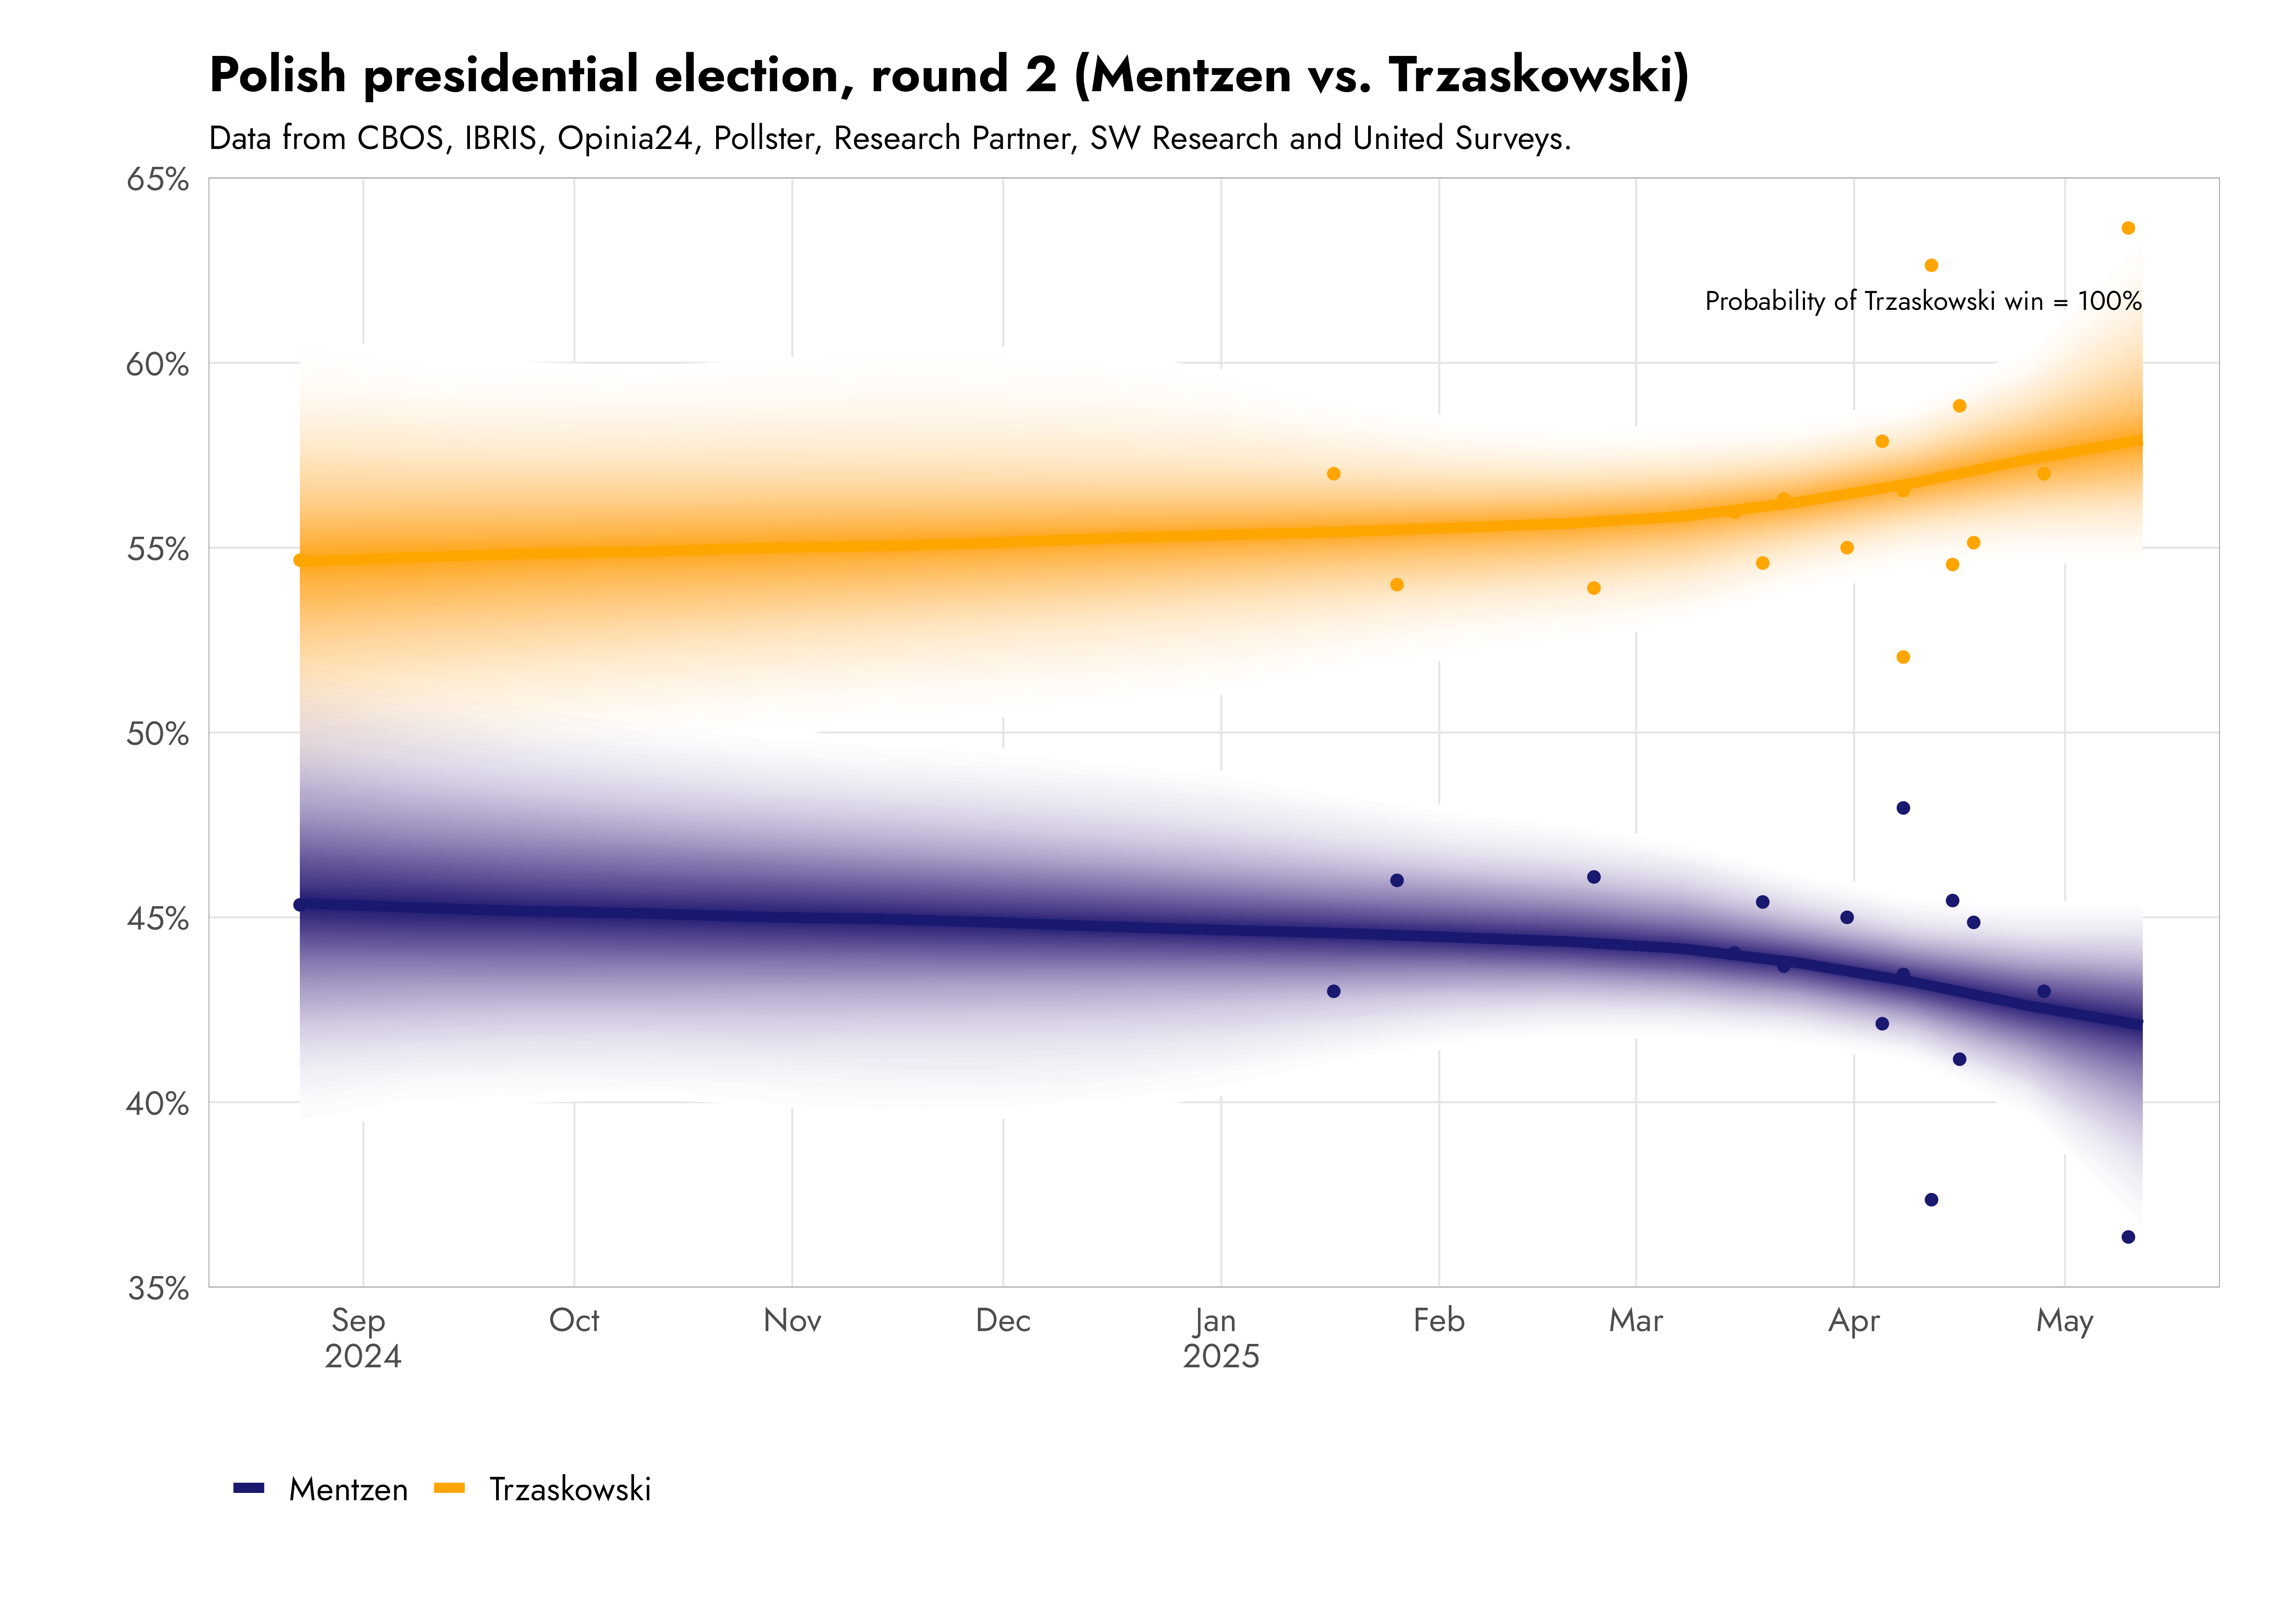 Polish presidential election, round 2 (Mentzen vs. Trzaskowski)
Data from CBOS, IBRIS, Opinia24, Pollster, Research Partner, SW Research and United Surveys.
65%
Probability of Trzaskowski win = 100%
60%
55%
50%
45%
40%
35%
Sep Oct Nov Dec Jan Feb Mar Apr May
2024 2025
Mentzen Trzaskowski